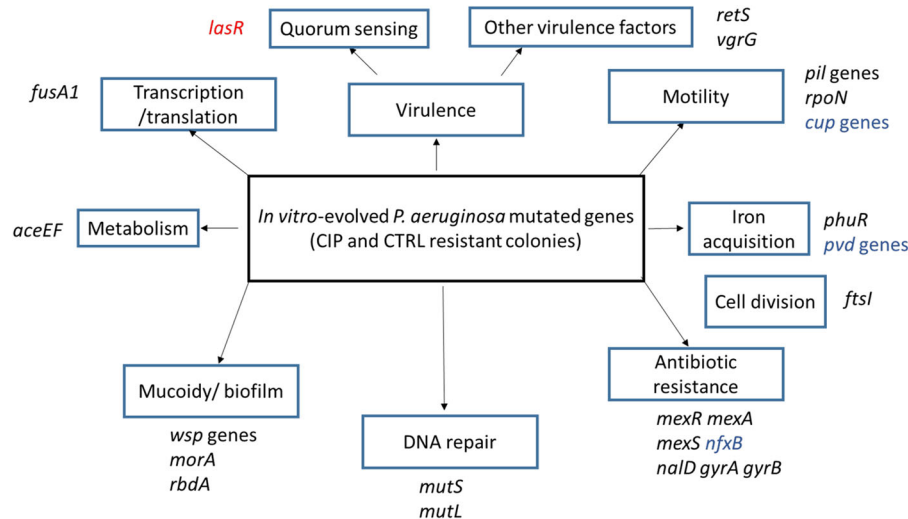 lasR
Quorum sensing
Other virulence factors
retS
vgrG
fusA1
Transcription
/translation
Virulence
Motility
pil genes
rpoN
cup genes
In vitro-evolved P. aeruginosa mutated genes
(CIP and CTRL resistant colonies)
aceEF
Metabolism
Iron
acquisition
phuR
pvd genes
Cell division
ftsI
Mucoidy/ biofilm
wsp genes
morA
rbdA
DNA repair
mutS
mutL
Antibiotic
resistance
mexR mexA
mexS nfxB
nalD gyrA gyrB